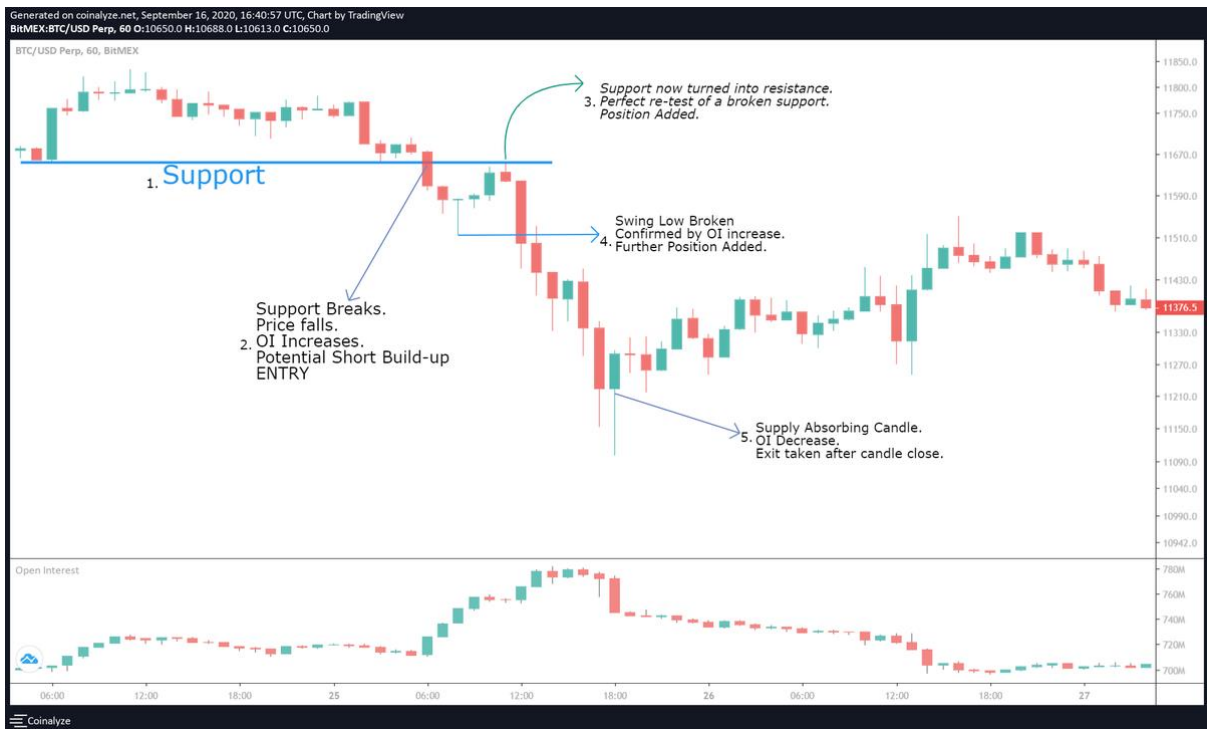 Generated on coinalyze.net, September 16, 2020, 16:40:57 UTC, Chart by TradingView
BitMEX:BTC/USD Perp, 60 O:10650.0 H:10688.0 L:10613.0 C:10650.0
BTC/USD Perp, 60, BitMEX
1. Support
2. Support Breaks.
Price falls.
OI Increases.
Potential Short Build-up
ENTRY
3. Support now turned into resistance.
Perfect re-test of a broken support.
Position Added.
4. Swing Low Broken
Confirmed by OI increase.
Further Position Added.
5. Supply Absorbing Candle.
OI Decrease.
Exit taken after candle close.
11850.0
11800.0
11750.0
11670.0
11590.0
11510.0
11430.0
11376.5
11330.0
11270.0
11210.0
11150.0
11090.0
11040.0
10990.0
10942.0
Open Interest
780M
760M
740M
720M
700M
06:00 12:00 18:00 25 06:00 12:00 18:00 26 06:00 12:00 18:00 27
Coinalyze